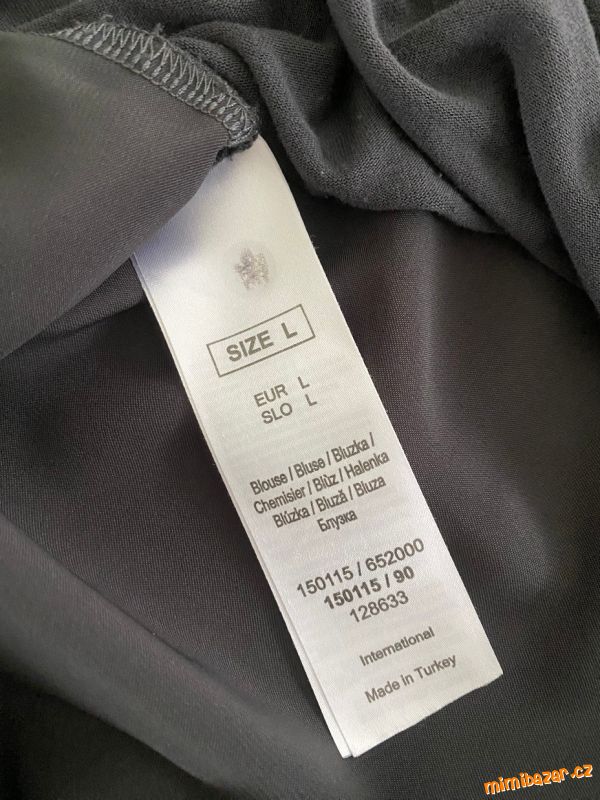 SIZE L
EUR L
SLO L
Blouse / Bluse / Bluzka /
Chemisier / Blůz / Halenka
Blúzka / Bluză / Bluza
Блузка
150115 / 652000
150115 / 90
128633
International
Made in Turkey
mimibazar.cz